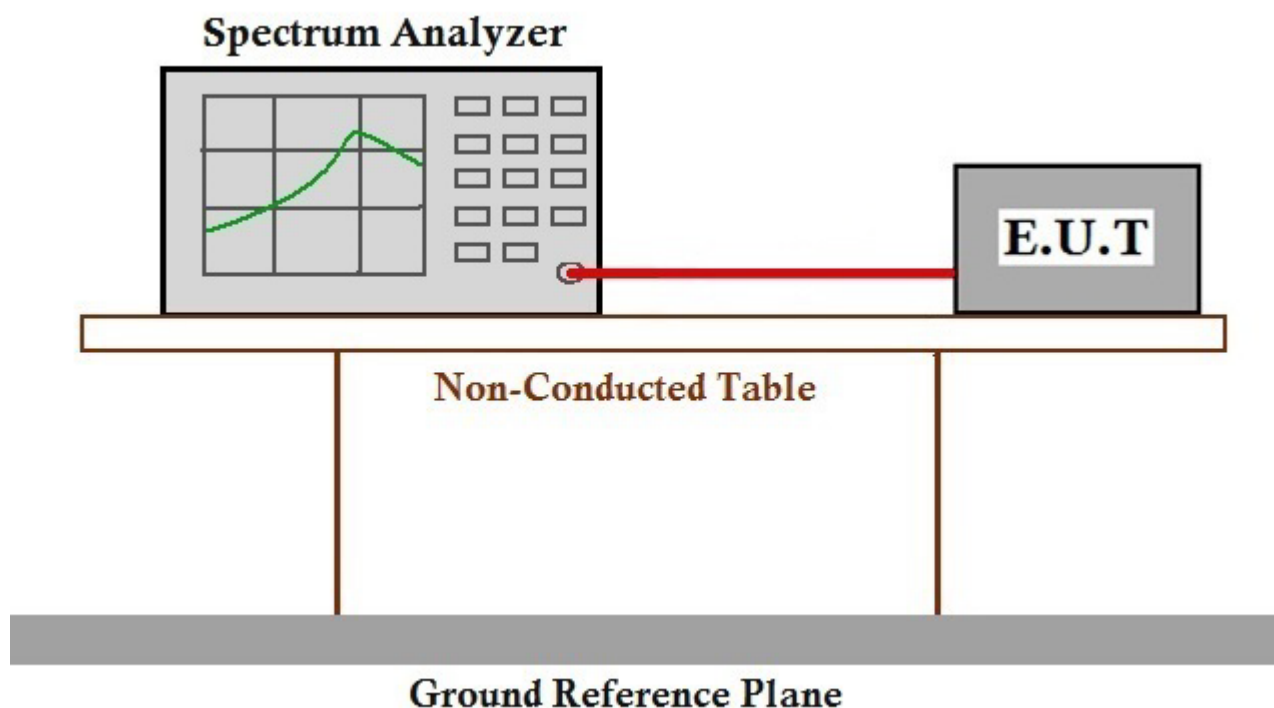 Spectrum Analyzer
E.U.T
Non-Conducted Table
Ground Reference Plane